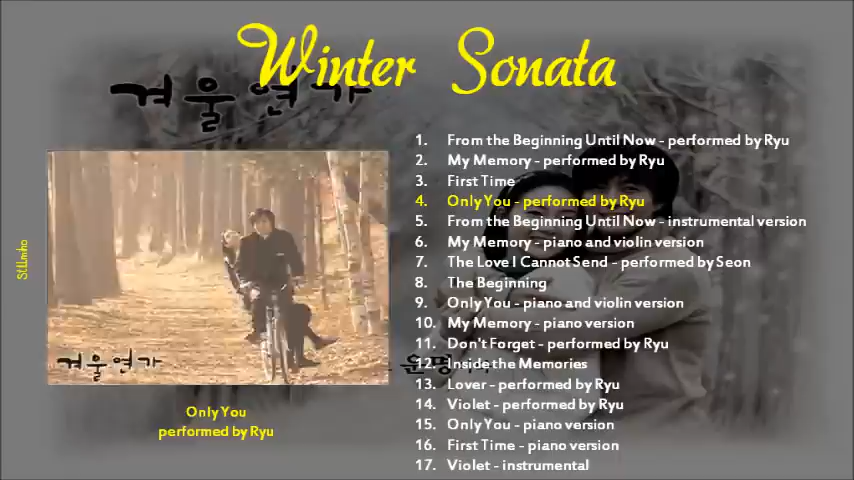 Winter Sonata
겨울연가
1. From the Beginning Until Now - performed by Ryu
2. My Memory - performed by Ryu
3. First Time
4. Only You - performed by Ryu
5. From the Beginning Until Now - instrumental version
6. My Memory - piano and violin version
7. The Love I Cannot Send - performed by Seon
8. The Beginning
9. Only You - piano and violin version
10. My Memory - piano version
11. Don't Forget - performed by Ryu
12. Inside the Memories
13. Lover - performed by Ryu
14. Violet - performed by Ryu
15. Only You - piano version
16. First Time - piano version
17. Violet - instrumental
겨울연가
Only You
performed by Ryu